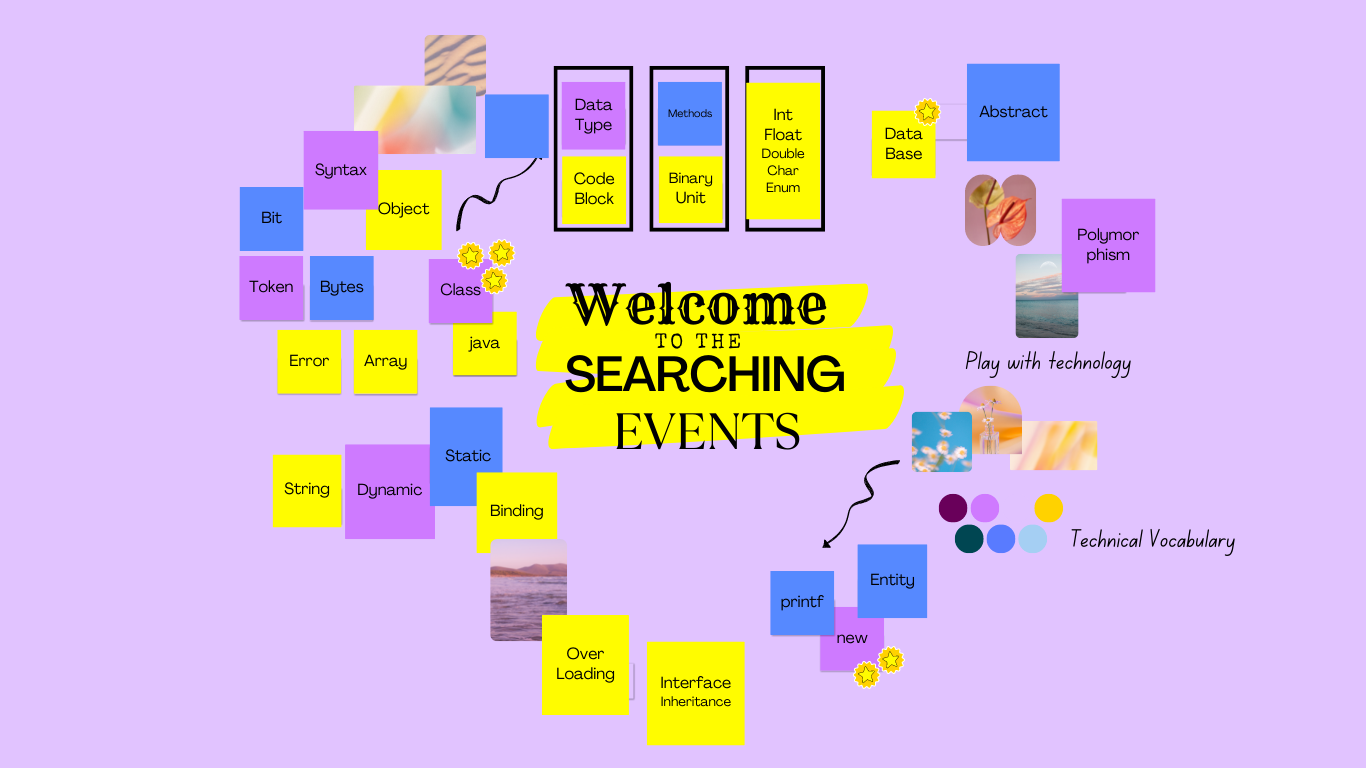 Data
Type
Code
Block
Methods
Binary
Unit
Int
Float
Double
Char
Enum
Data
Base
Abstract
Syntax
Object
Bit
Token
Bytes
Class
java
Error
Array
Welcome
TO THE
SEARCHING
EVENTS
Polymor
phism
Play with technology
String
Dynamic
Static
Binding
Technical Vocabulary
Over
Loading
Interface
Inheritance
printf
Entity
new